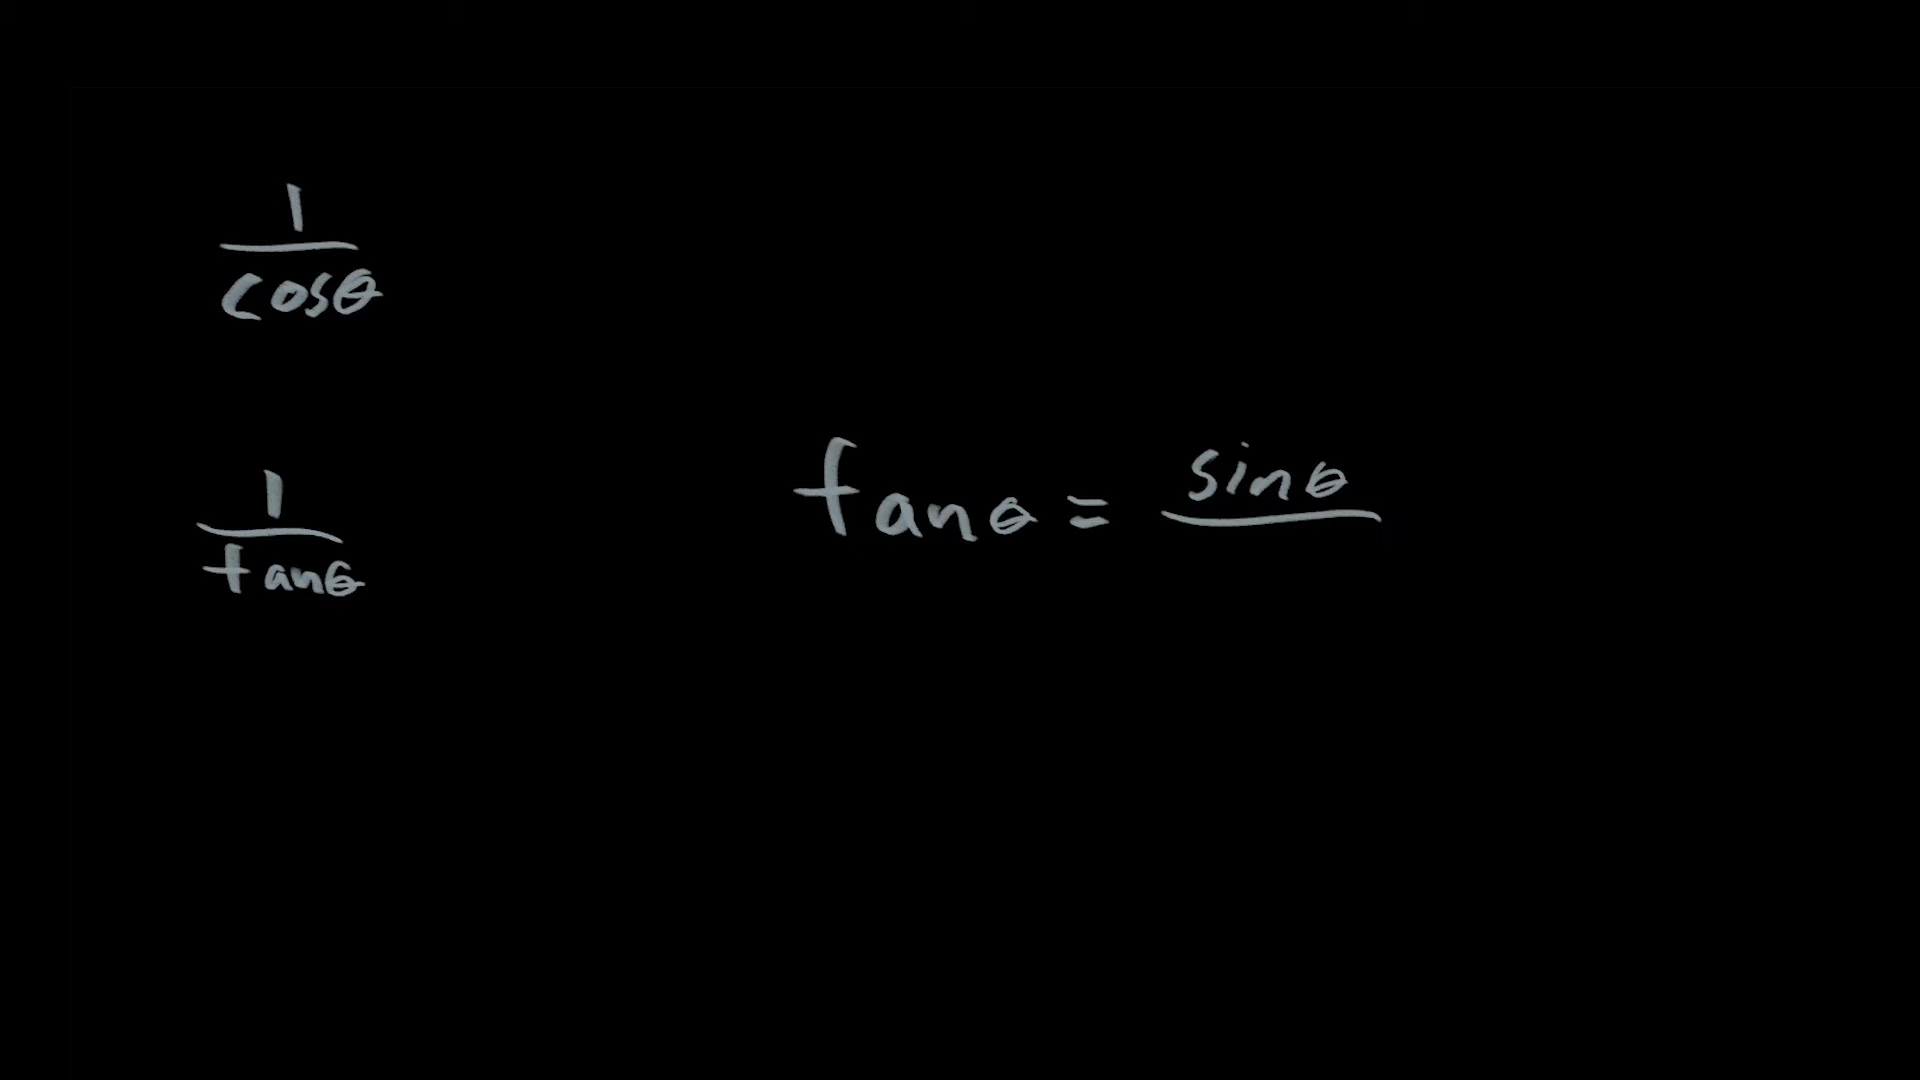 1
cosθ
1
tanθ
tanθ = sinθ